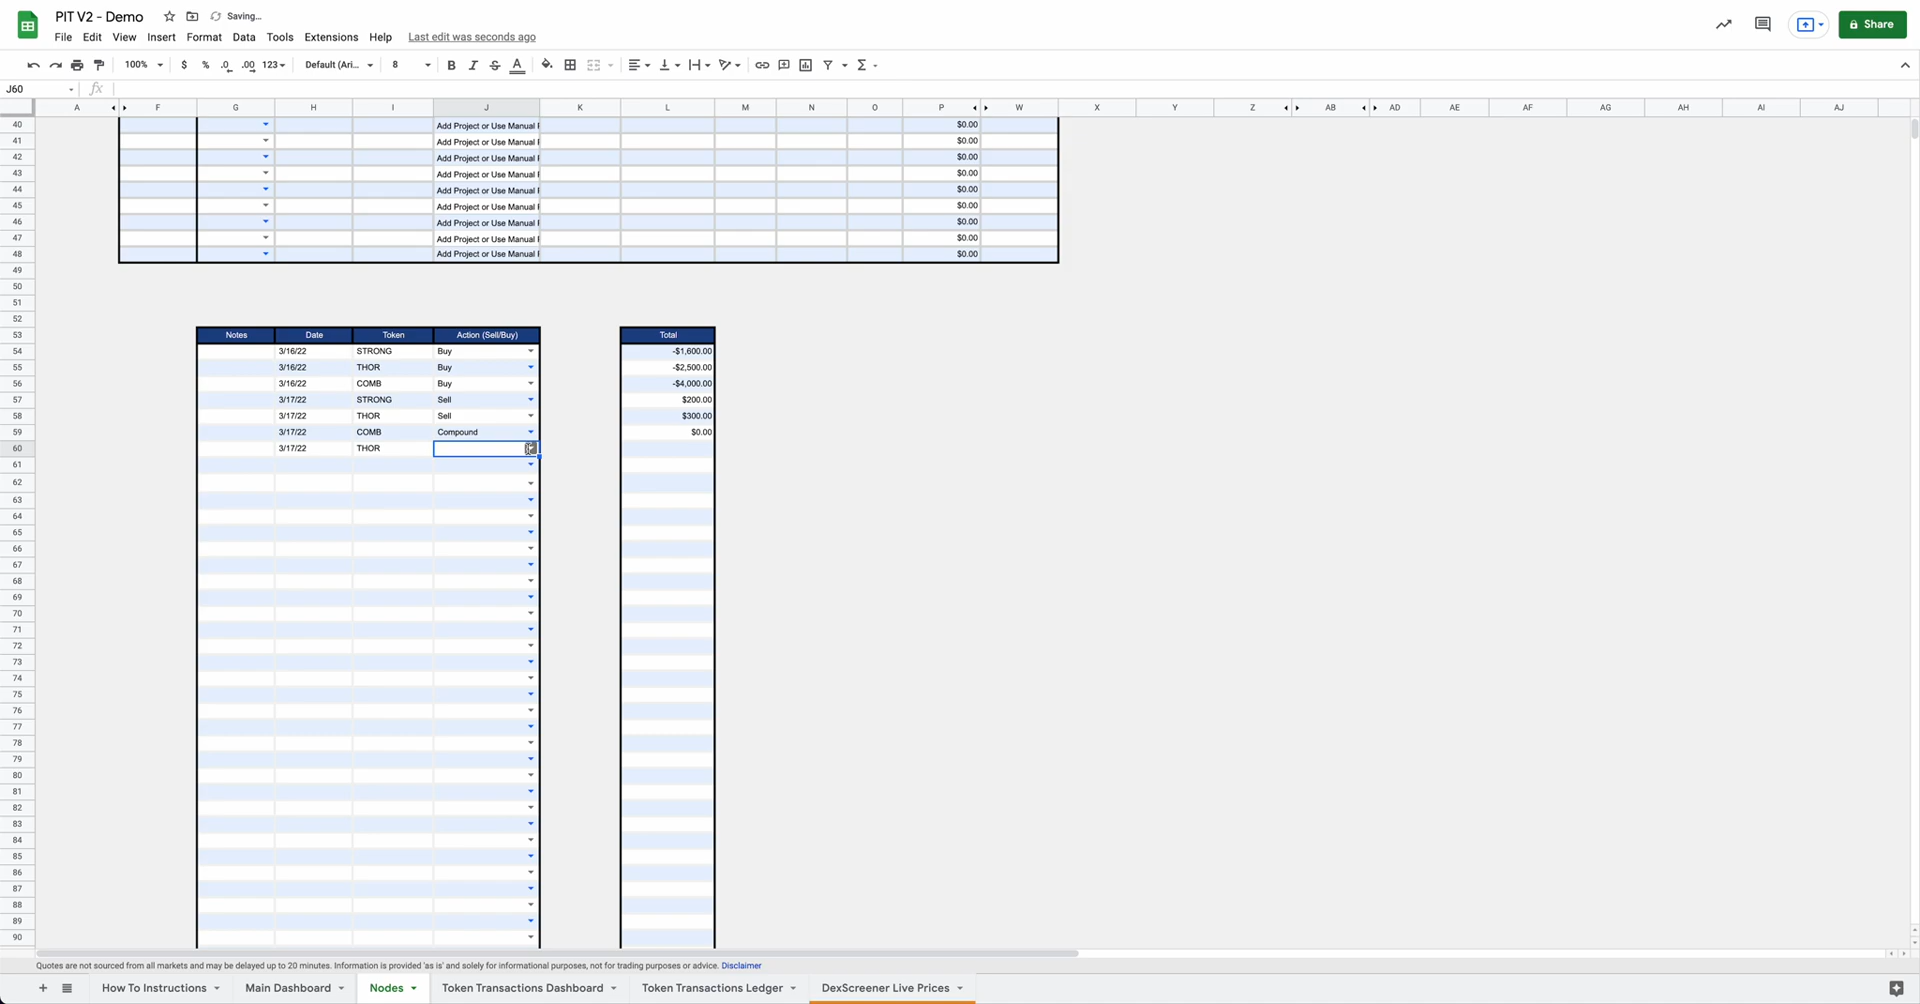 PIT V2 - Demo
Saving...
File Edit View Insert Format Data Tools Extensions Help Last edit was seconds ago
Share
100% $ % .0 .00 123 Default (Ari... 8 B I S A
J60 fx
A F G H I J K L M N O P W X Y Z AB AD AE AF AG AH AI AJ
40 Add Project or Use Manual $0.00
41 Add Project or Use Manual $0.00
42 Add Project or Use Manual $0.00
43 Add Project or Use Manual $0.00
44 Add Project or Use Manual $0.00
45 Add Project or Use Manual $0.00
46 Add Project or Use Manual $0.00
47 Add Project or Use Manual $0.00
48 Add Project or Use Manual $0.00
49
50
51
52
53 Notes Date Token Action (Sell/Buy) Total
54 3/16/22 STRONG Buy -$1,600.00
55 3/16/22 THOR Buy -$2,500.00
56 3/16/22 COMB Buy -$4,000.00
57 3/17/22 STRONG Sell $200.00
58 3/17/22 THOR Sell $300.00
59 3/17/22 COMB Compound $0.00
60 3/17/22 THOR
61
62
63
64
65
66
67
68
69
70
71
72
73
74
75
76
77
78
79
80
81
82
83
84
85
86
87
88
89
90
Quotes are not sourced from all markets and may be delayed up to 20 minutes. Information is provided 'as is' and solely for informational purposes, not for trading purposes or advice. Disclaimer
How To Instructions Main Dashboard Nodes Token Transactions Dashboard Token Transactions Ledger DexScreener Live Prices